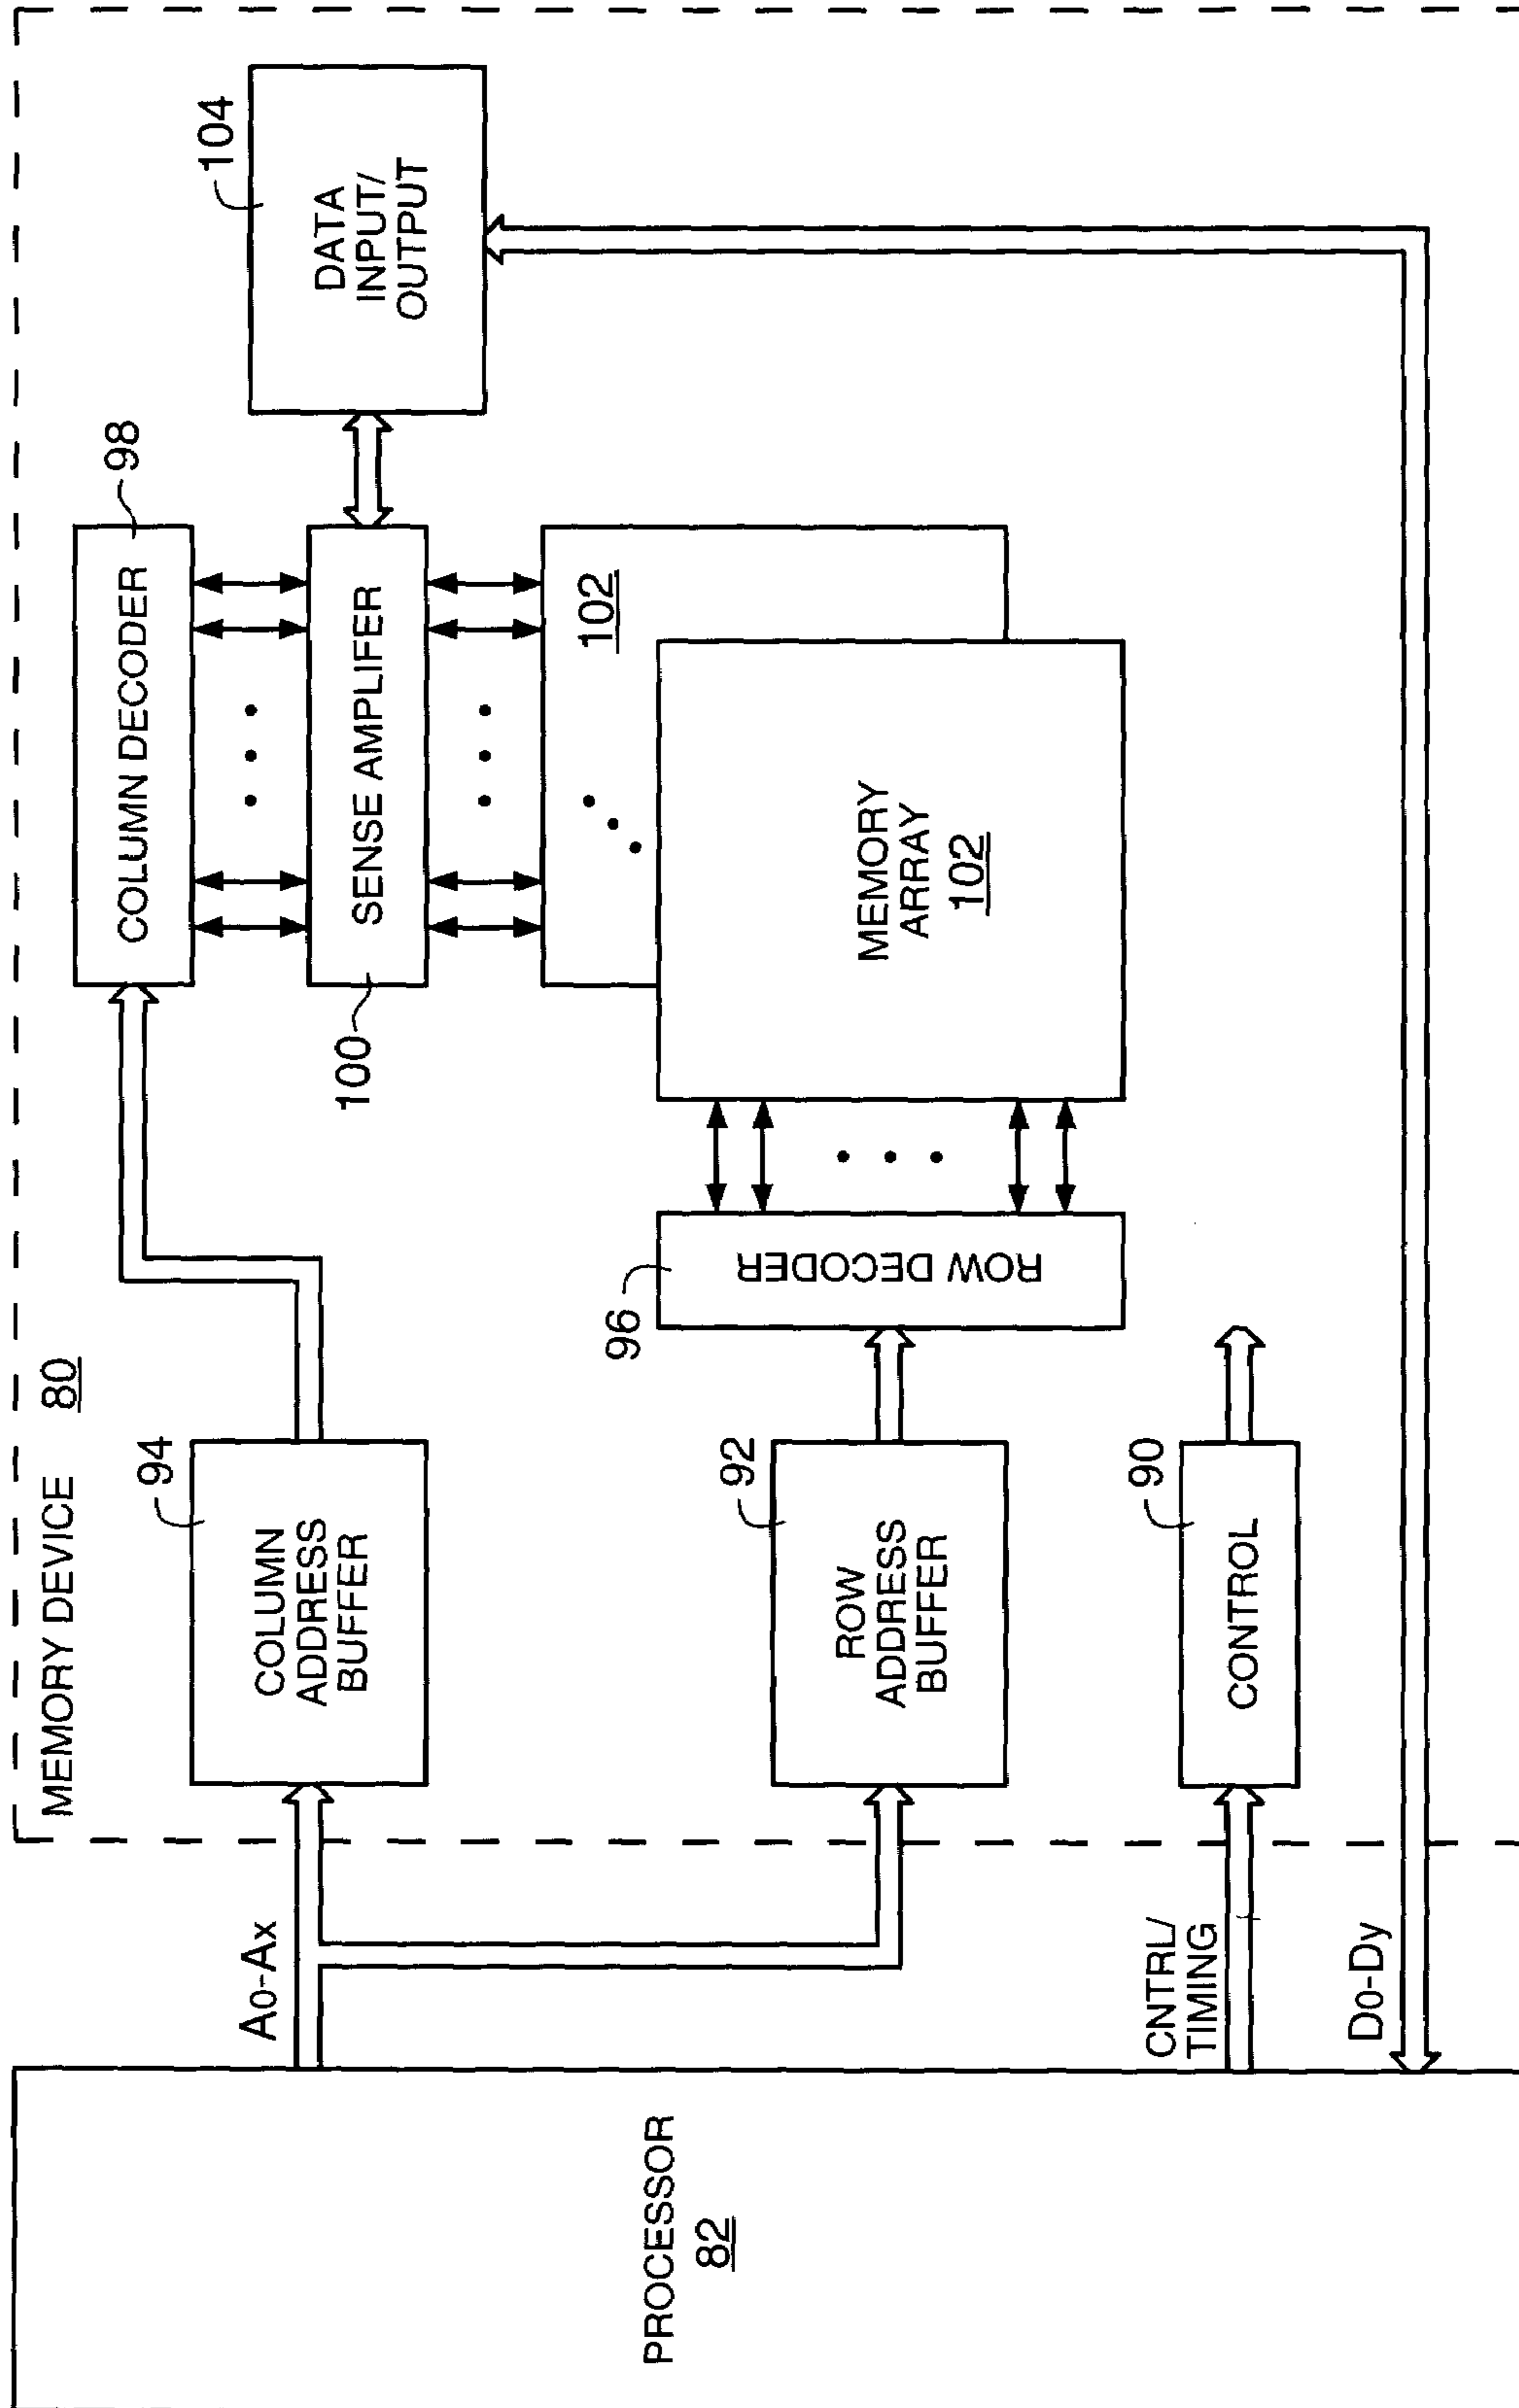 MEMORY DEVICE 80
COLUMN DECODER
98
104
DATA
INPUT/
OUTPUT
94
COLUMN
ADDRESS
BUFFER
A0-Ax
100
SENSE AMPLIFER
102
PROCESSOR
82
96
ROW DECODER
MEMORY
ARRAY
102
92
ROW
ADDRESS
BUFFER
CNTRL/
TIMING
90
CONTROL
D0-Dy